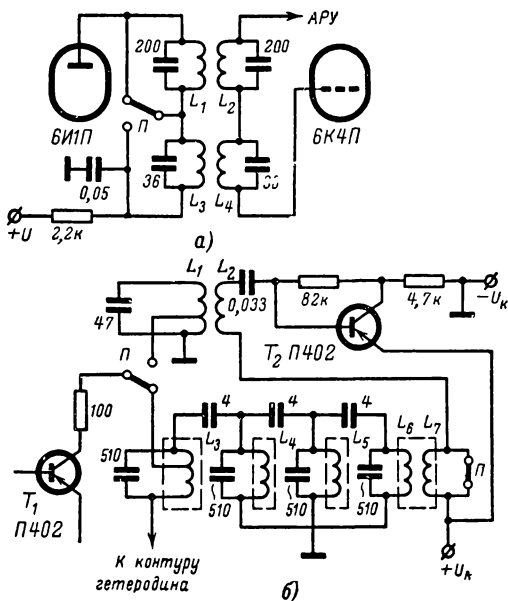 АРУ
200
200
6И1П
П
L₁
L₂
6К4П
0,05
36
L₃
L₄
+U
2,2к
а)
L₁
L₂
47
0,033
82к
4,7к
−Uк
Т₂ П402
П
100
4
4
4
510
L₃
L₄
L₅
L₆
L₇
П
510
510
510
Т₁
П402
+Uк
К контуру
гетеродина
б)